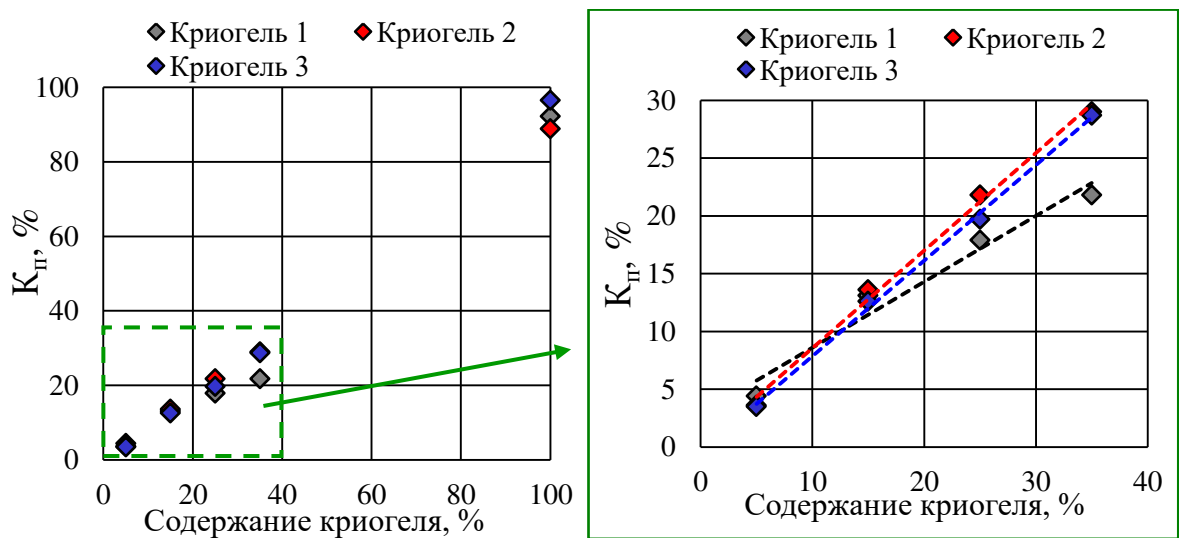 Криогель 1 Криогель 2
Криогель 3
100
80
60
40
20
0
0 20 40 60 80 100
Кп, %
Содержание криогеля, %
Криогель 1 Криогель 2
Криогель 3
30
25
20
15
10
5
0
0 10 20 30 40
Кп, %
Содержание криогеля, %